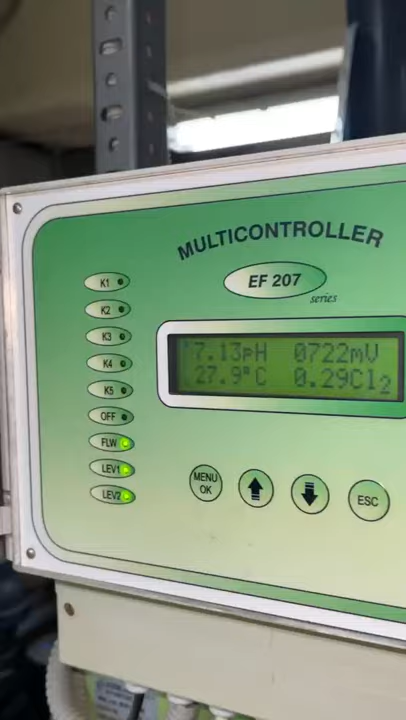 MULTICONTROLLER
EF 207
series
K1
K2
K3
K4
K5
OFF
FLW
LEV1
LEV2
7.13pH 0722mV
27.9°C 0.29Cl₂
MENU
OK
ESC